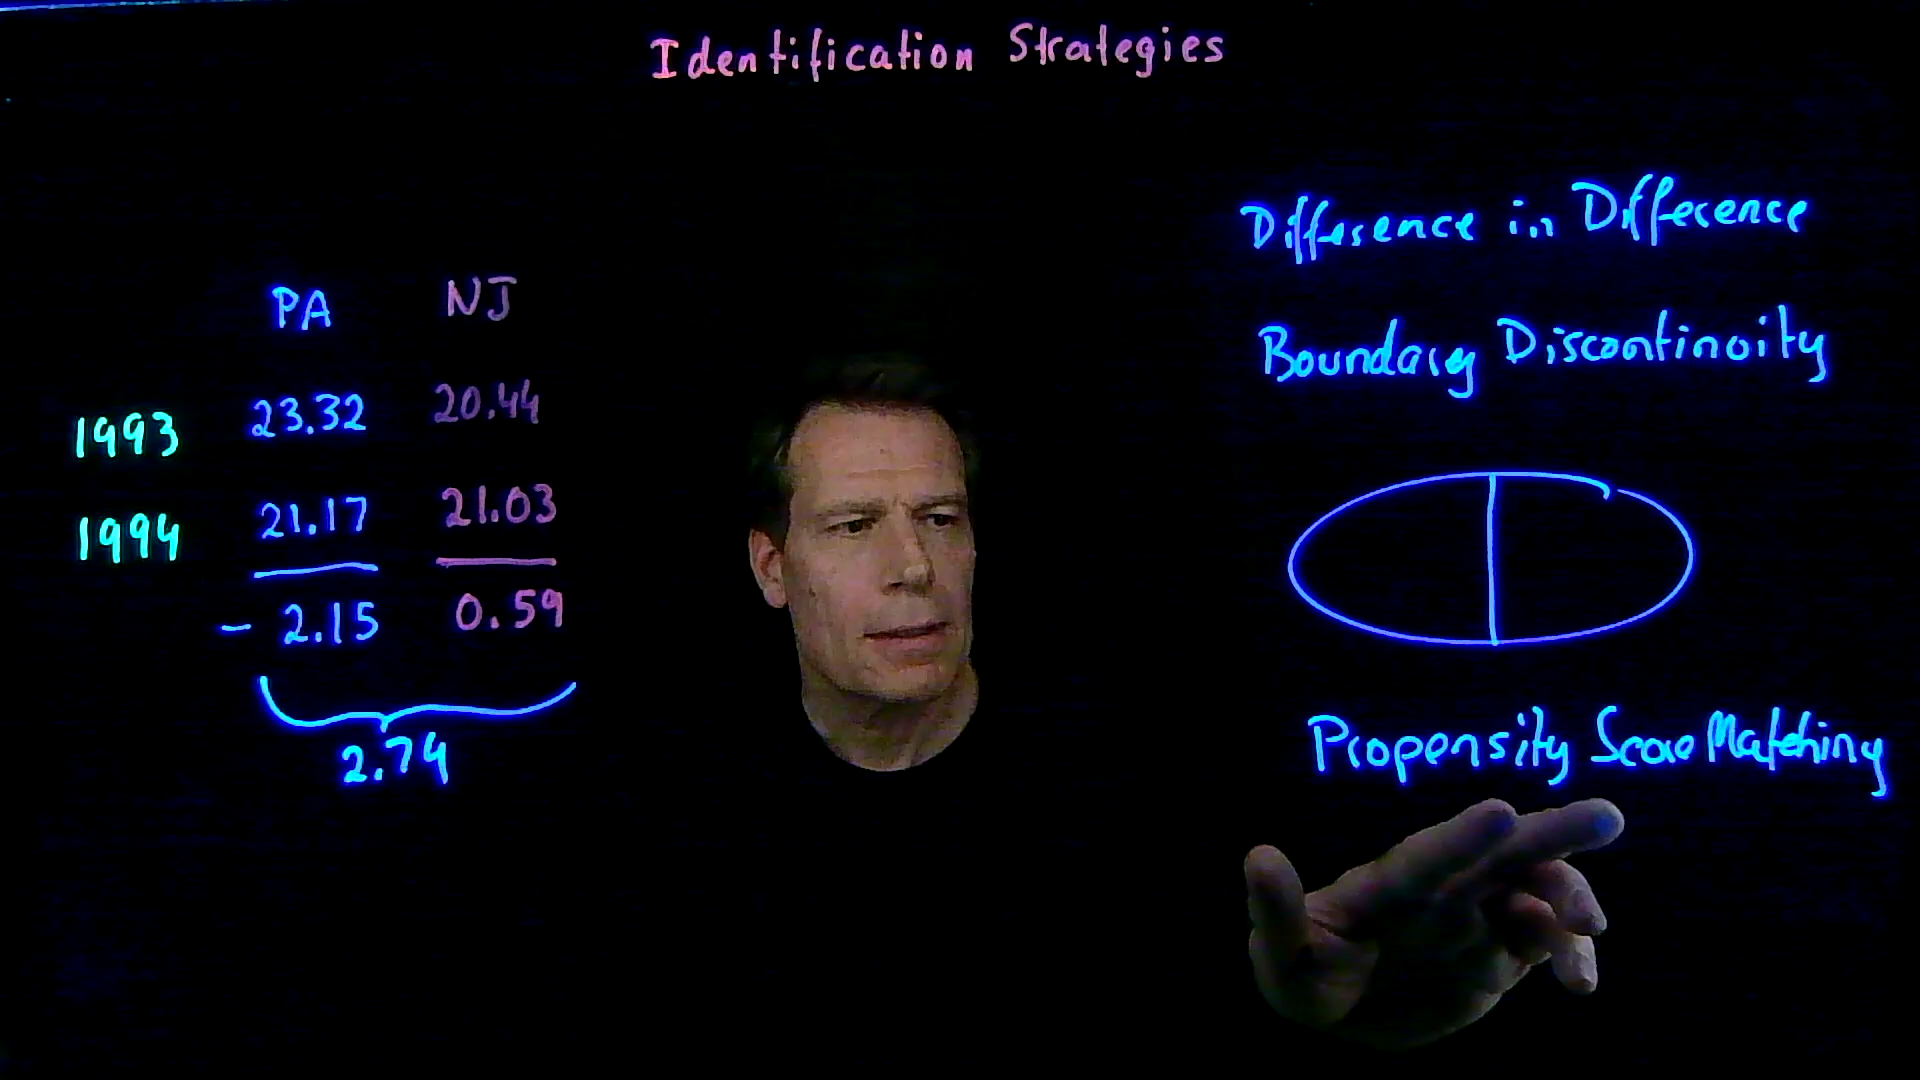 Identification Strategies
Difference in Difference
PA NJ
Boundary Discontinuity
1993 23.32 20.44
1994 21.17 21.03
- 2.15 0.59
2.74
Propensity Score Matching